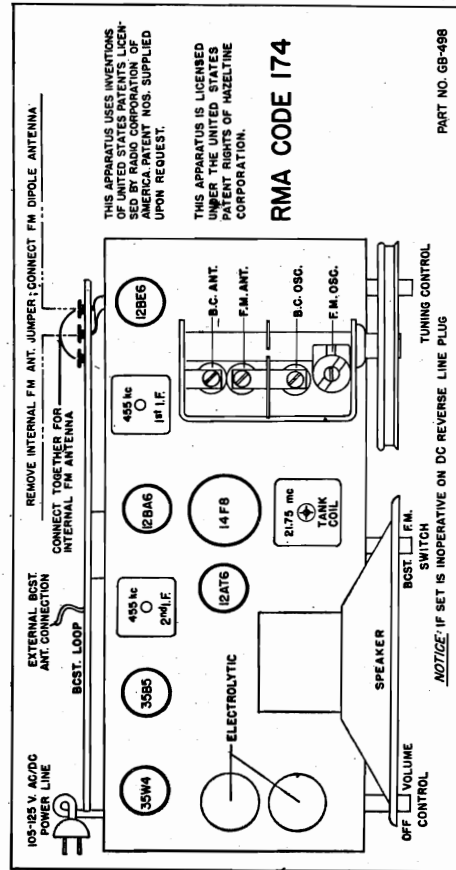 REMOVE INTERNAL FM ANT. JUMPER; CONNECT FM DIPOLE ANTENNA
CONNECT TOGETHER FOR
INTERNAL FM ANTENNA
EXTERNAL BCST.
ANT. CONNECTION
BCST. LOOP
105-125 V. AC/DC
POWER LINE
THIS APPARATUS USES INVENTIONS
OF UNITED STATES PATENTS LICEN-
SED BY RADIO CORPORATION OF
AMERICA. PATENT NOS. SUPPLIED
UPON REQUEST.
THIS APPARATUS IS LICENSED
UNDER THE UNITED STATES
PATENT RIGHTS OF HAZELTINE
CORPORATION.
RMA CODE 174
35W4
35B5
455 kc
2nd I.F.
12BA6
455 kc
1st I.F.
12BE6
12AT6
14F8
21.75 mc
TANK
COIL
B.C. ANT.
F.M. ANT.
B.C. OSC.
F.M. OSC.
ELECTROLYTIC
SPEAKER
OFF VOLUME
CONTROL
BCST. F.M.
SWITCH
TUNING CONTROL
NOTICE: IF SET IS INOPERATIVE ON DC REVERSE LINE PLUG
PART NO. GB-498